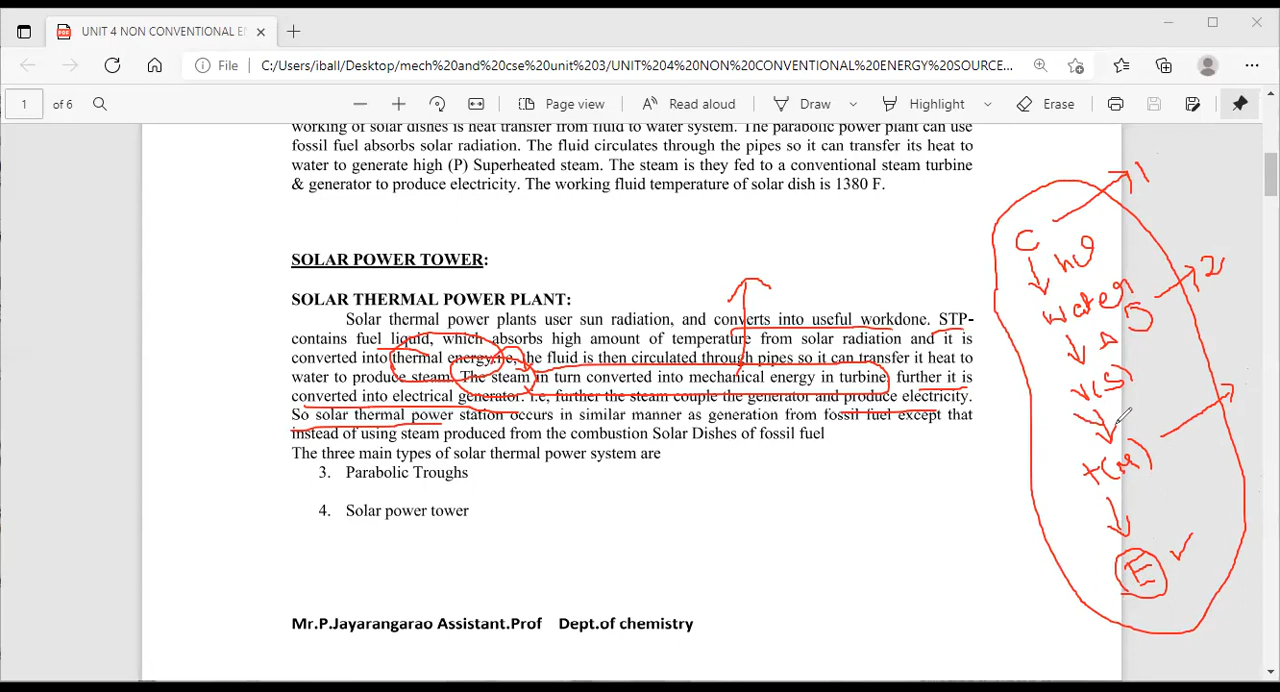 UNIT 4 NON CONVENTIONAL E
File
C:/Users/iball/Desktop/mech%20and%20cse%20unit%203/UNIT%204%20NON%20CONVENTIONAL%20ENERGY%20SOURCE...
1 of 6
Page view
Read aloud
Draw
Highlight
Erase
working of solar dishes is heat transfer from fluid to water system. The parabolic power plant can use
fossil fuel absorbs solar radiation. The fluid circulates through the pipes so it can transfer its heat to
water to generate high (P) Superheated steam. The steam is they fed to a conventional steam turbine
& generator to produce electricity. The working fluid temperature of solar dish is 1380 F.
SOLAR POWER TOWER:
SOLAR THERMAL POWER PLANT:
Solar thermal power plants user sun radiation, and converts into useful workdone. STP-
contains fuel liquid, which absorbs high amount of temperature from solar radiation and it is
converted into thermal energy.i.e, the fluid is then circulated through pipes so it can transfer it heat to
water to produce steam. The steam in turn converted into mechanical energy in turbine, further it is
converted into electrical generator. i.e, further the steam couple the generator and produce electricity.
So solar thermal power station occurs in similar manner as generation from fossil fuel except that
instead of using steam produced from the combustion Solar Dishes of fossil fuel
The three main types of solar thermal power system are
3. Parabolic Troughs
4. Solar power tower
Mr.P.Jayarangarao Assistant.Prof Dept.of chemistry
1
C
2
water
t(M)
E